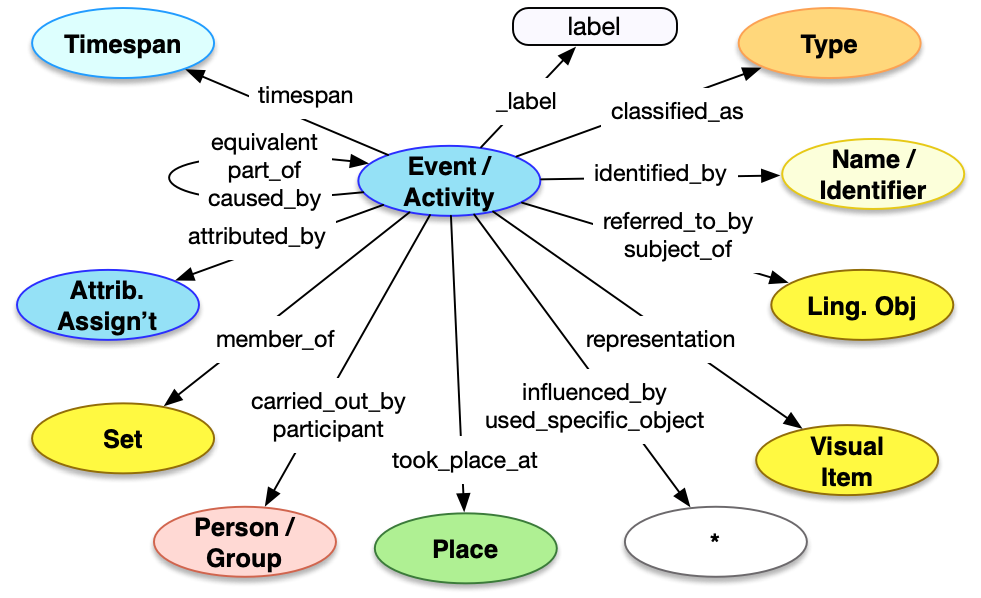 label
Timespan
Type
timespan
_label
classified_as
equivalent
part_of
caused_by
Event /
Activity
identified_by
Name /
Identifier
referred_to_by
subject_of
attributed_by
Attrib.
Assign’t
Ling. Obj
member_of
representation
carried_out_by
participant
influenced_by
used_specific_object
Set
took_place_at
Visual
Item
Person /
Group
Place
*